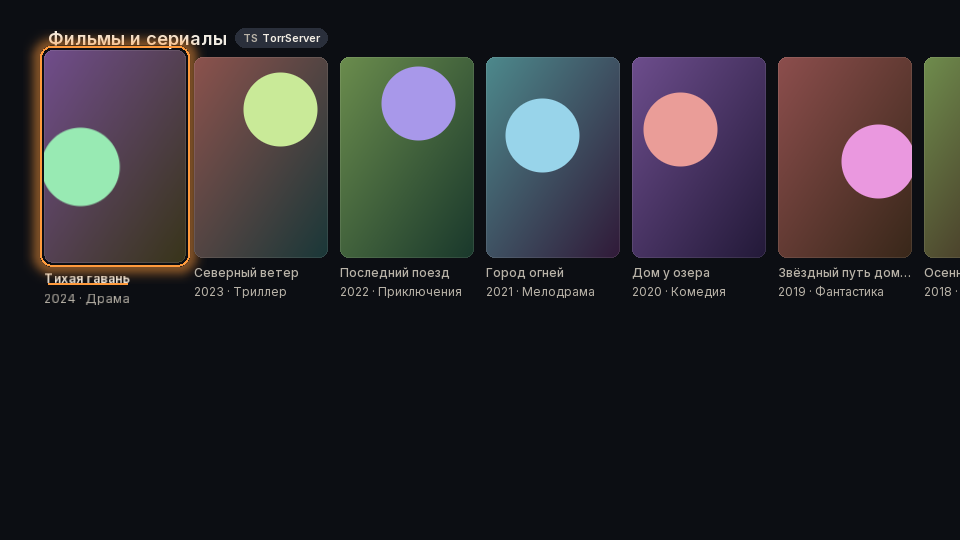 Фильмы и сериалы TS TorrServer
Тихая гавань
2024 · Драма
Северный ветер
2023 · Триллер
Последний поезд
2022 · Приключения
Город огней
2021 · Мелодрама
Дом у озера
2020 · Комедия
Звёздный путь дом…
2019 · Фантастика
Осенн
2018 ·